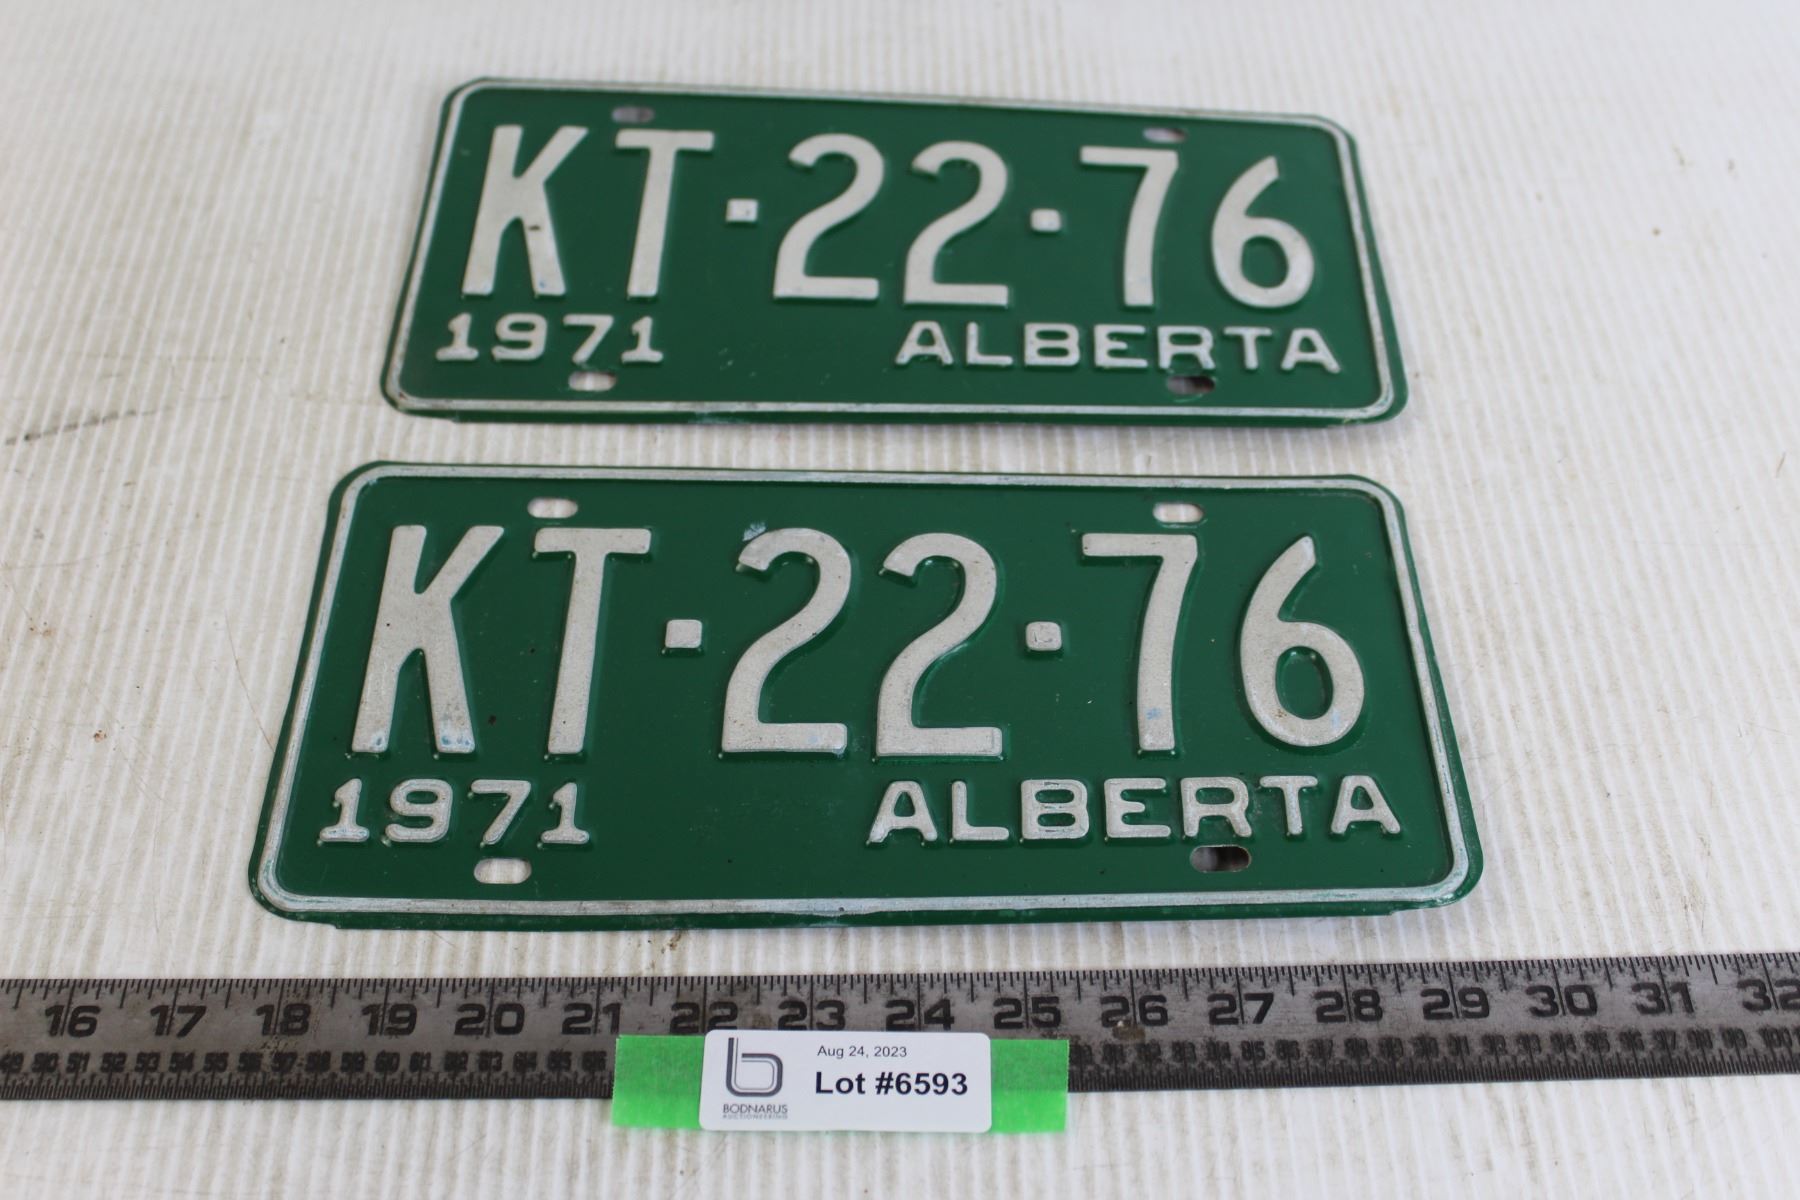 KT·22·76
1971 ALBERTA
KT·22·76
1971 ALBERTA
16 17 18 19 20 21 22 23 24 25 26 27 28 29 30 31 32
Aug 24, 2023
Lot #6593
BODNARUS
AUCTIONEERING